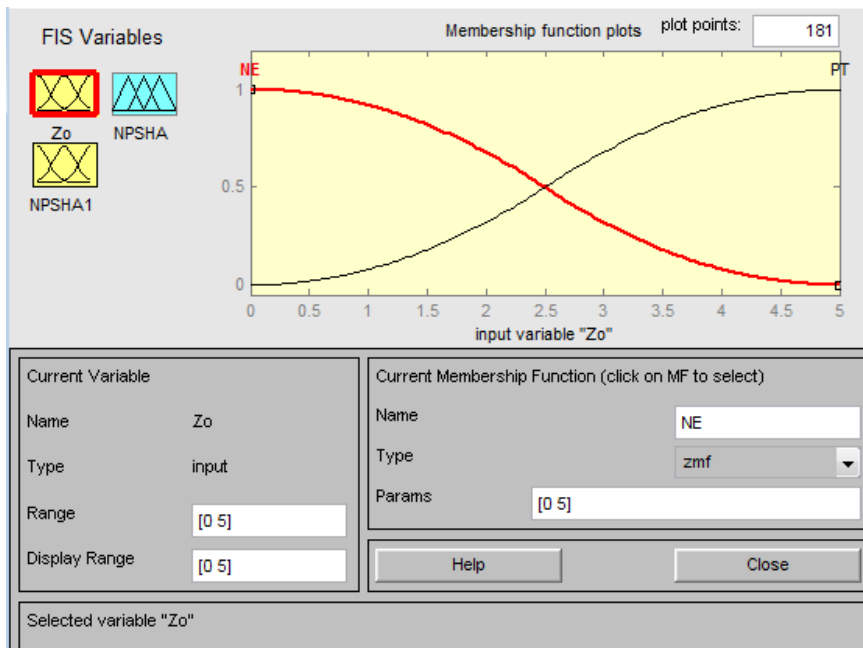 FIS Variables
Membership function plots plot points: 181
Zo
NPSHA
NPSHA1
NE
PT
1
0.5
0
0 0.5 1 1.5 2 2.5 3 3.5 4 4.5 5
input variable "Zo"
Current Variable
Name Zo
Type input
Range [0 5]
Display Range [0 5]
Current Membership Function (click on MF to select)
Name NE
Type zmf
Params [0 5]
Help Close
Selected variable "Zo"